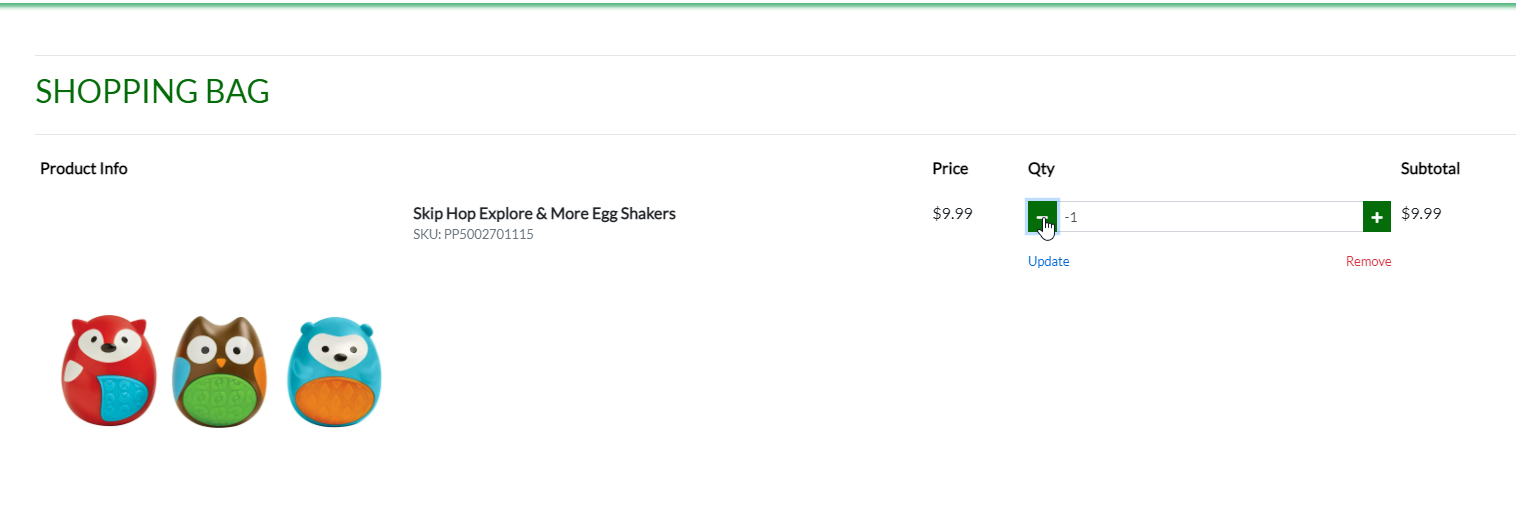 SHOPPING BAG
Product Info Price Qty Subtotal
Skip Hop Explore & More Egg Shakers $9.99 - -1 + $9.99
SKU: PP5002701115
Update Remove